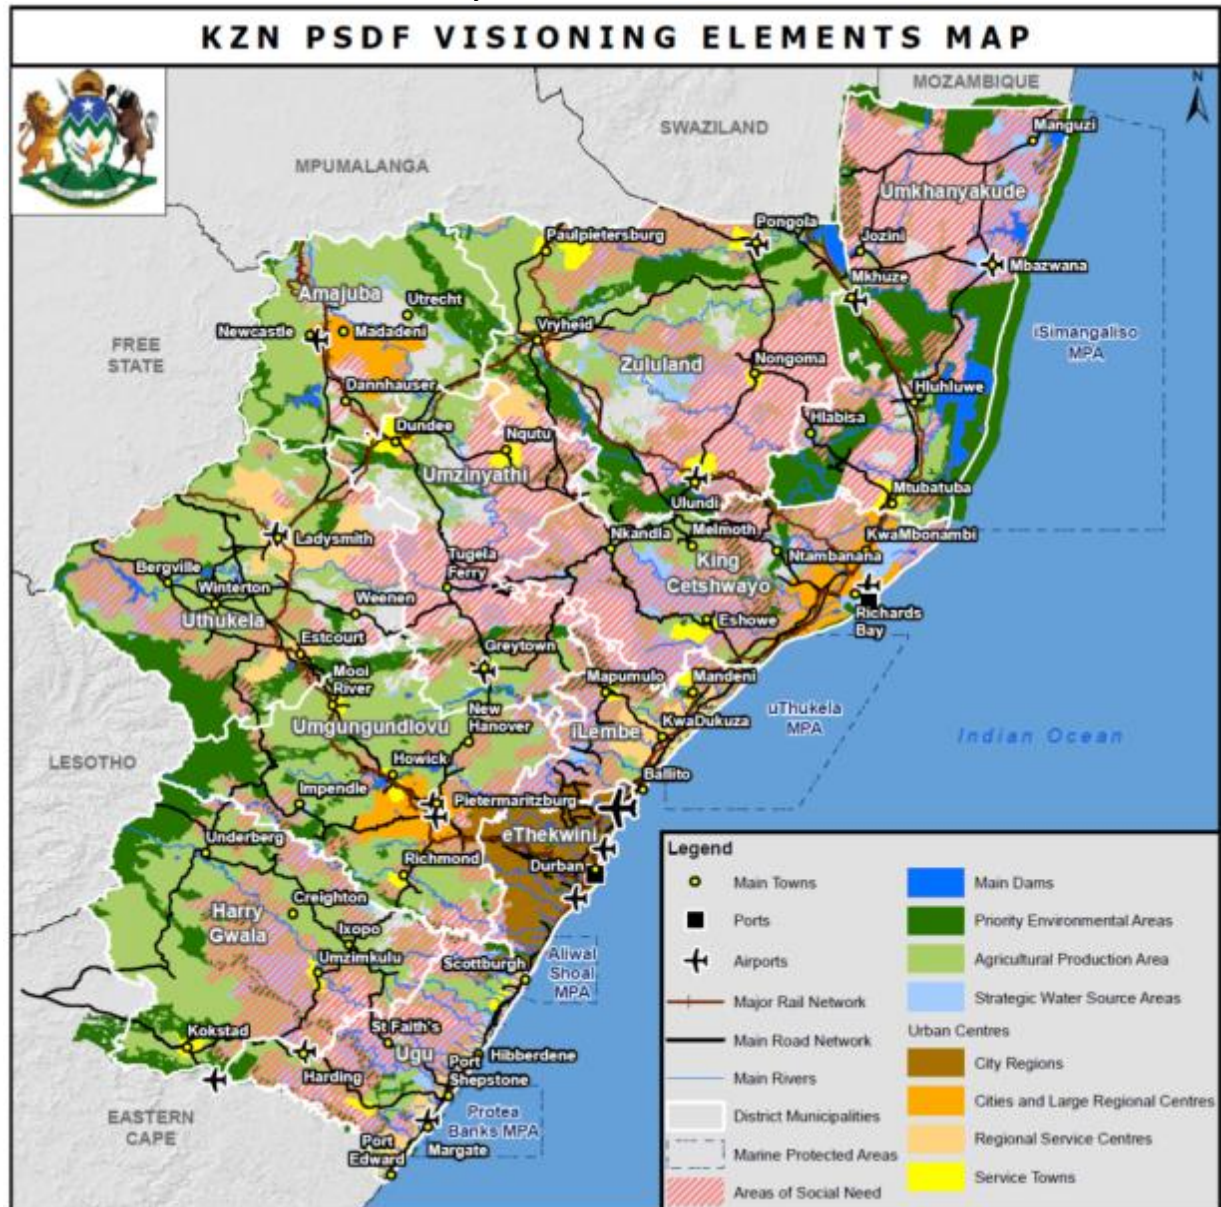 KZN PSDF VISIONING ELEMENTS MAP
MOZAMBIQUE
N
SWAZILAND
Manguzi
MPUMALANGA
Umkhanyakude
Pongola
Paulpietersburg
Jozini
Mbazwana
Mkhuze
Amajuba
Utrecht
Newcastle
Madadeni
Vryheid
iSimangaliso
MPA
FREE
STATE
Zululand
Nongoma
Dannhauser
Hluhluwe
Hlabisa
Dundee
Nqutu
Umzinyathi
Ulundi
Mtubatuba
Ladysmith
Nkandla
Melmoth
KwaMbonambi
Ntambanana
King
Cetshwayo
Tugela
Ferry
Bergville
Winterton
Weenen
Uthukela
Richards
Bay
Eshowe
Estcourt
Greytown
Mooi
River
Mapumulo
Mandeni
uThukela
MPA
New
Hanover
Umgungundlovu
iLembe
KwaDukuza
Indian Ocean
LESOTHO
Howick
Ballito
Impendle
Pietermaritzburg
eThekwini
Underberg
Durban
Richmond
Creighton
Harry
Gwala
Ixopo
Umzimkulu
Scottburgh
Aliwal
Shoal
MPA
Kokstad
St Faith's
Ugu
Hibberdene
Port
Shepstone
Harding
EASTERN
CAPE
Protea
Banks MPA
Margate
Port
Edward
Legend
Main Towns
Ports
Airports
Major Rail Network
Main Road Network
Main Rivers
District Municipalities
Marine Protected Areas
Areas of Social Need
Main Dams
Priority Environmental Areas
Agricultural Production Area
Strategic Water Source Areas
Urban Centres
City Regions
Cities and Large Regional Centres
Regional Service Centres
Service Towns